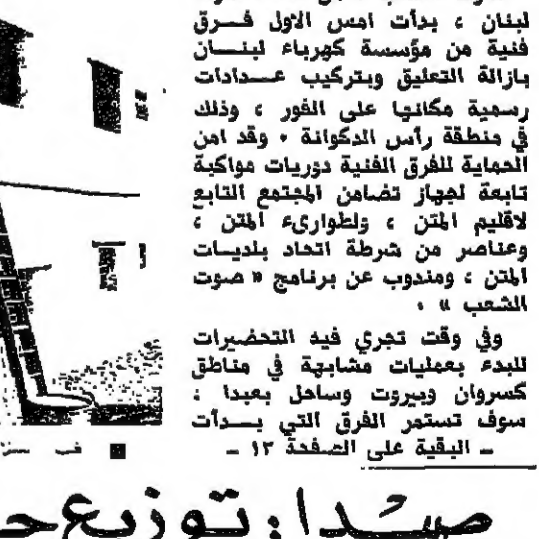 لبنان ، بدأت امس الاول فرق
فنية من مؤسسة كهرباء لبنان
بازالة التعليق وبتركيب عدادات
رسمية مكانها على الفور ، وذلك
في منطقة رأس الدكوانة . وقد امن
الحماية للفرق الفنية دوريات مواكبة
تابعة لجهاز تضامن المجتمع التابع
لاقليم المتن ، ولطوارىء المتن ،
وعناصر من شرطة اتحاد بلديات
المتن ، ومندوب عن برنامج « صوت
الشعب » .
وفي وقت تجري فيه التحضيرات
للبدء بعمليات مشابهة في مناطق
كسروان وبيروت وساحل بعبدا ،
سوف تستمر الفرق التي بدأت
ـ البقية على الصفحة ١٢ ـ
■ في
صيدا: توزيع